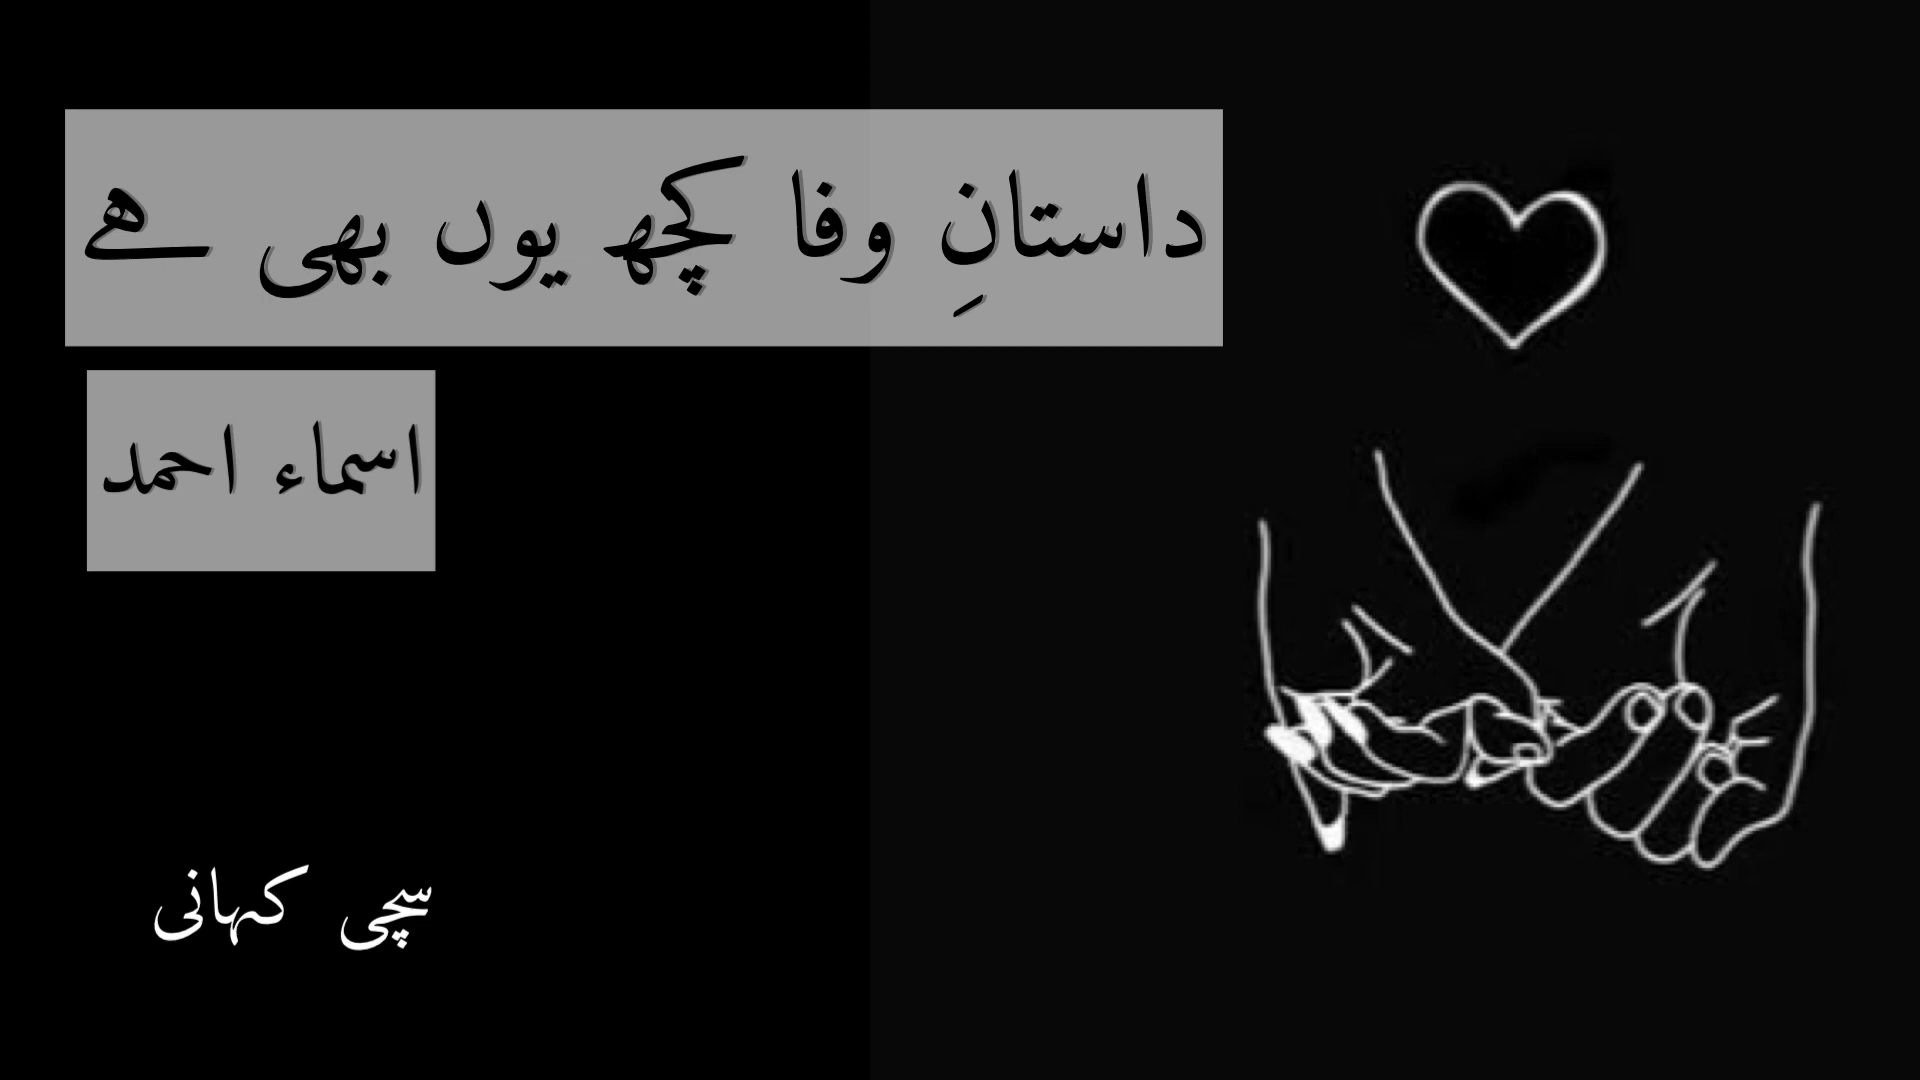 داستانِ وفا کچھ یوں بھی ہے
اسماء احمد
سچی کہانی